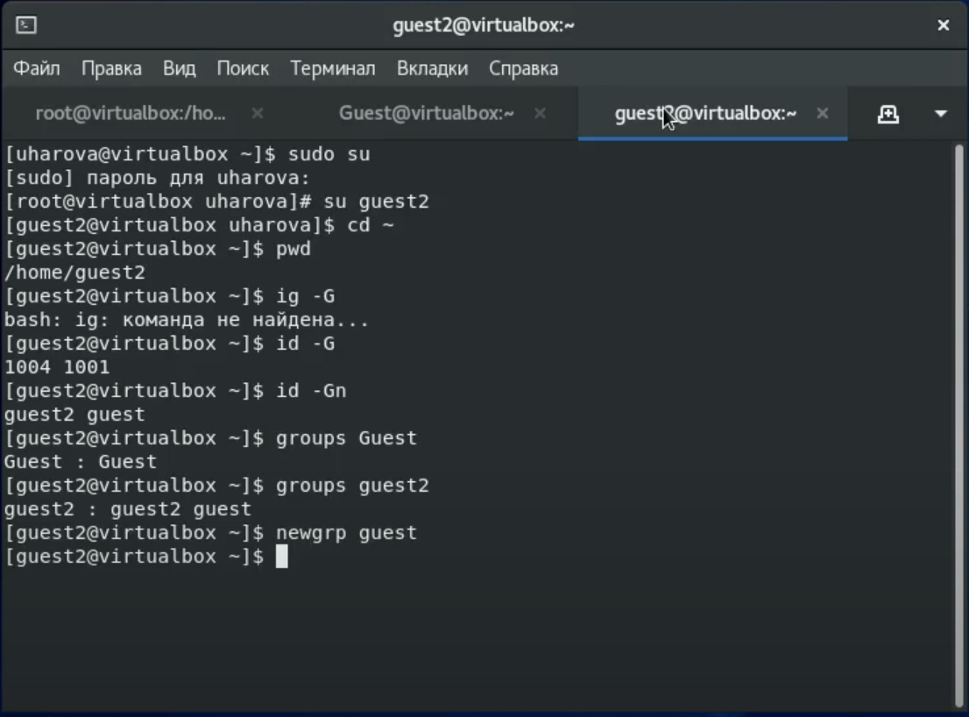 guest2@virtualbox:~
Файл Правка Вид Поиск Терминал Вкладки Справка
root@virtualbox:/ho... Guest@virtualbox:~ guest2@virtualbox:~
[uharova@virtualbox ~]$ sudo su
[sudo] пароль для uharova:
[root@virtualbox uharova]# su guest2
[guest2@virtualbox uharova]$ cd ~
[guest2@virtualbox ~]$ pwd
/home/guest2
[guest2@virtualbox ~]$ ig -G
bash: ig: команда не найдена...
[guest2@virtualbox ~]$ id -G
1004 1001
[guest2@virtualbox ~]$ id -Gn
guest2 guest
[guest2@virtualbox ~]$ groups Guest
Guest : Guest
[guest2@virtualbox ~]$ groups guest2
guest2 : guest2 guest
[guest2@virtualbox ~]$ newgrp guest
[guest2@virtualbox ~]$